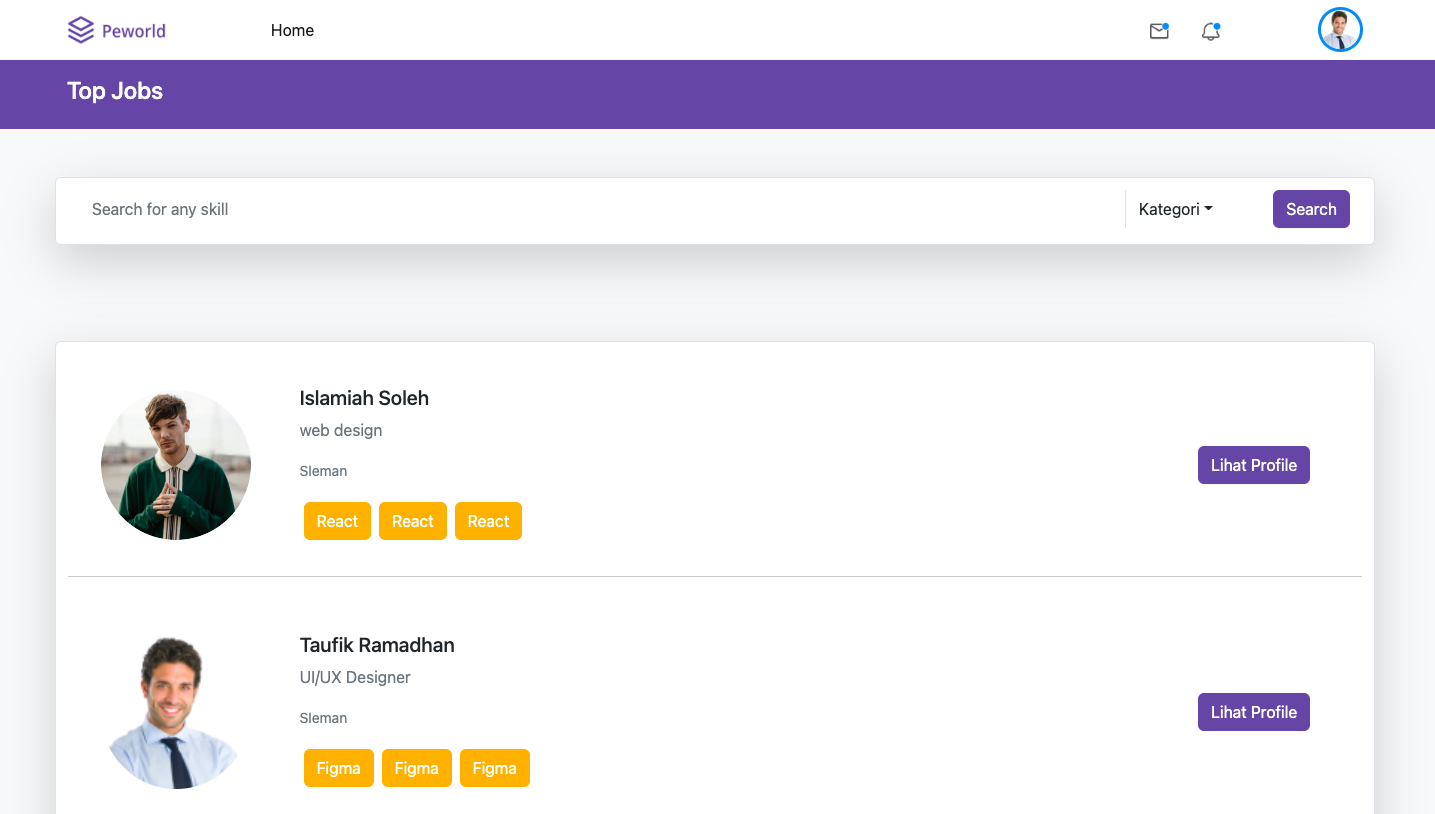 Peworld
Home
Top Jobs
Search for any skill
Kategori
Search
Islamiah Soleh
web design
Sleman
React React React
Lihat Profile
Taufik Ramadhan
UI/UX Designer
Sleman
Figma Figma Figma
Lihat Profile